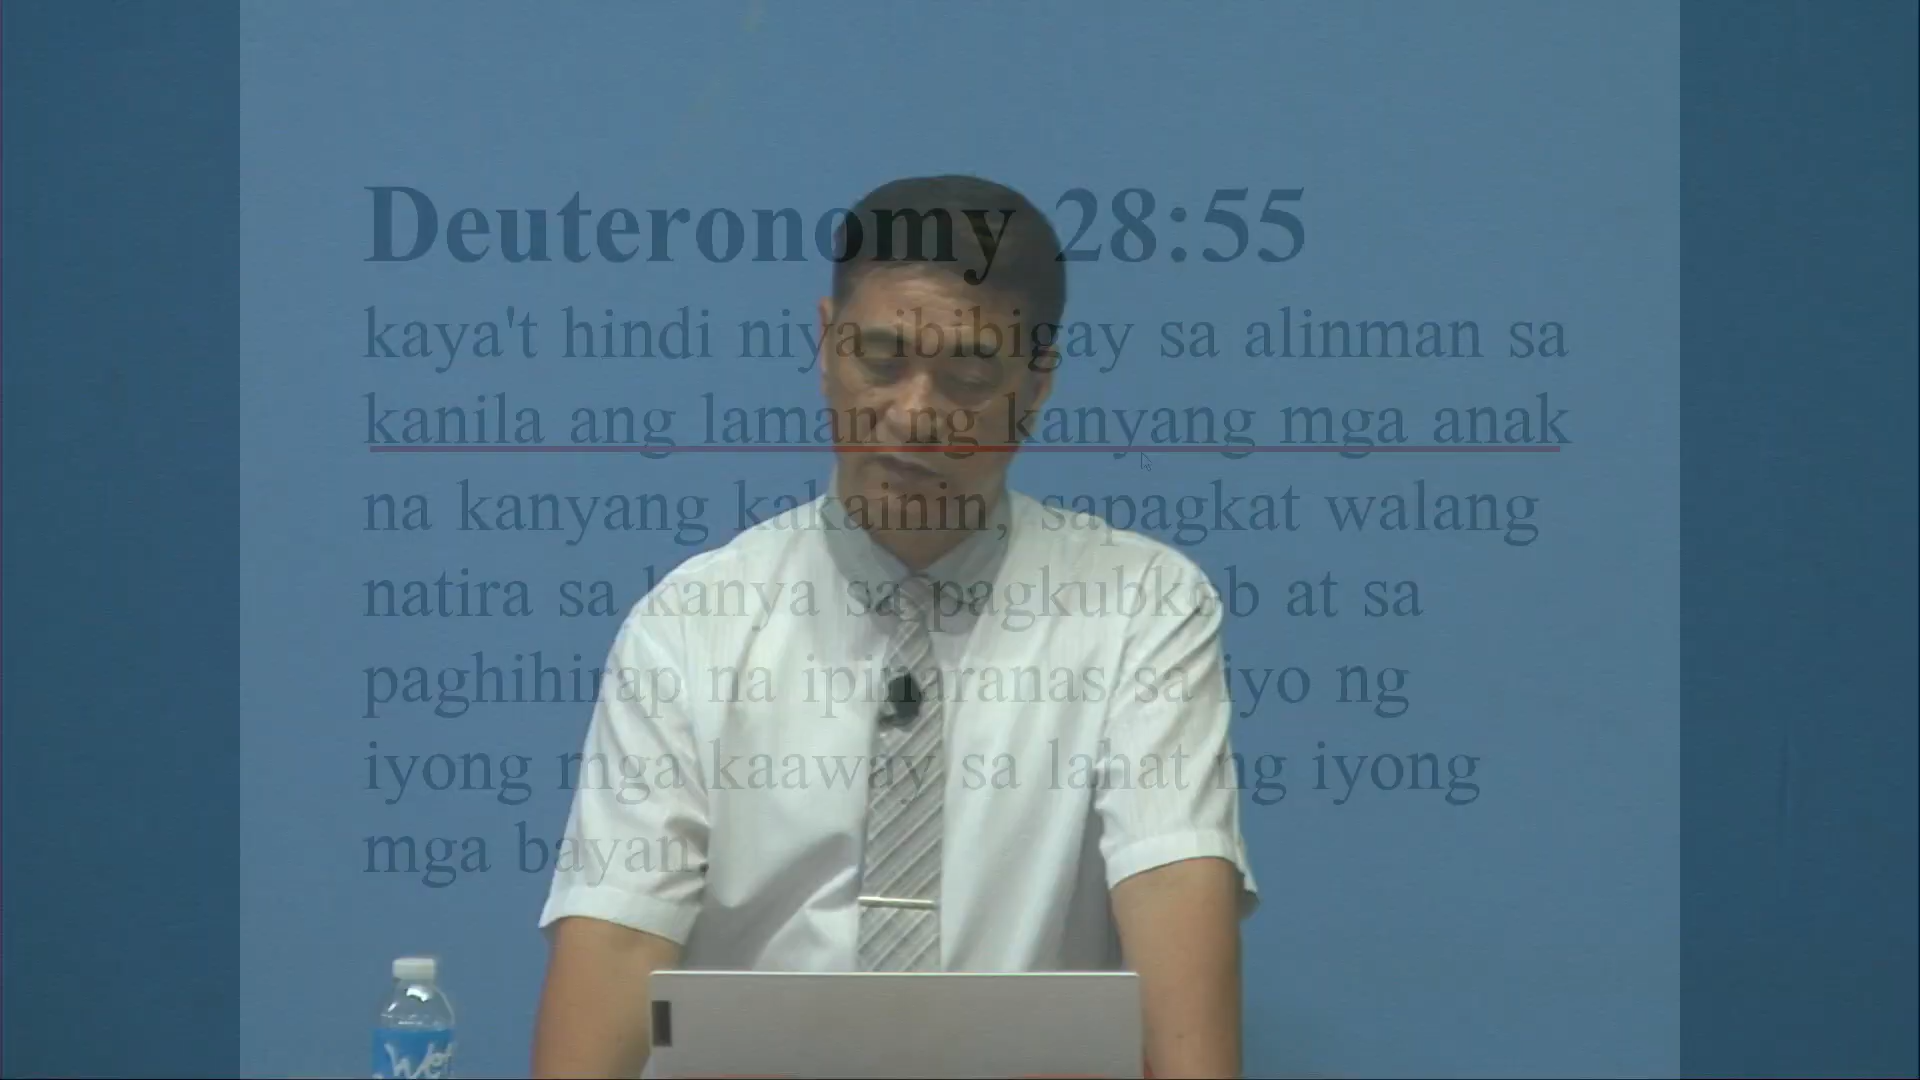 Deuteronomy 28:55
kaya't hindi niya ibibigay sa alinman sa
kanila ang laman ng kanyang mga anak
na kanyang kakainin, sapagkat walang
natira sa kanya sa pagkubkob at sa
paghihirap na ipinaranas sa iyo ng
iyong mga kaaway sa lahat ng iyong
mga bayan.